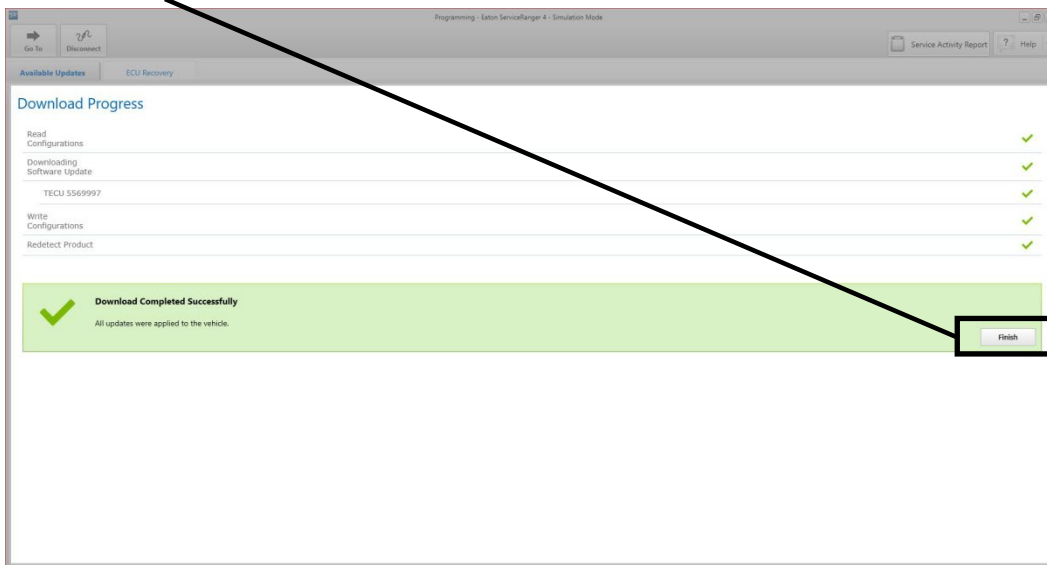 Programming - Eaton ServiceRanger 4 - Simulation Mode
Go To
Disconnect
Service Activity Report
? Help
Available Updates
ECU Recovery
Download Progress
Read
Configurations
Downloading
Software Update
TECU 5569997
Write
Configurations
Redetect Product
Download Completed Successfully
All updates were applied to the vehicle.
Finish